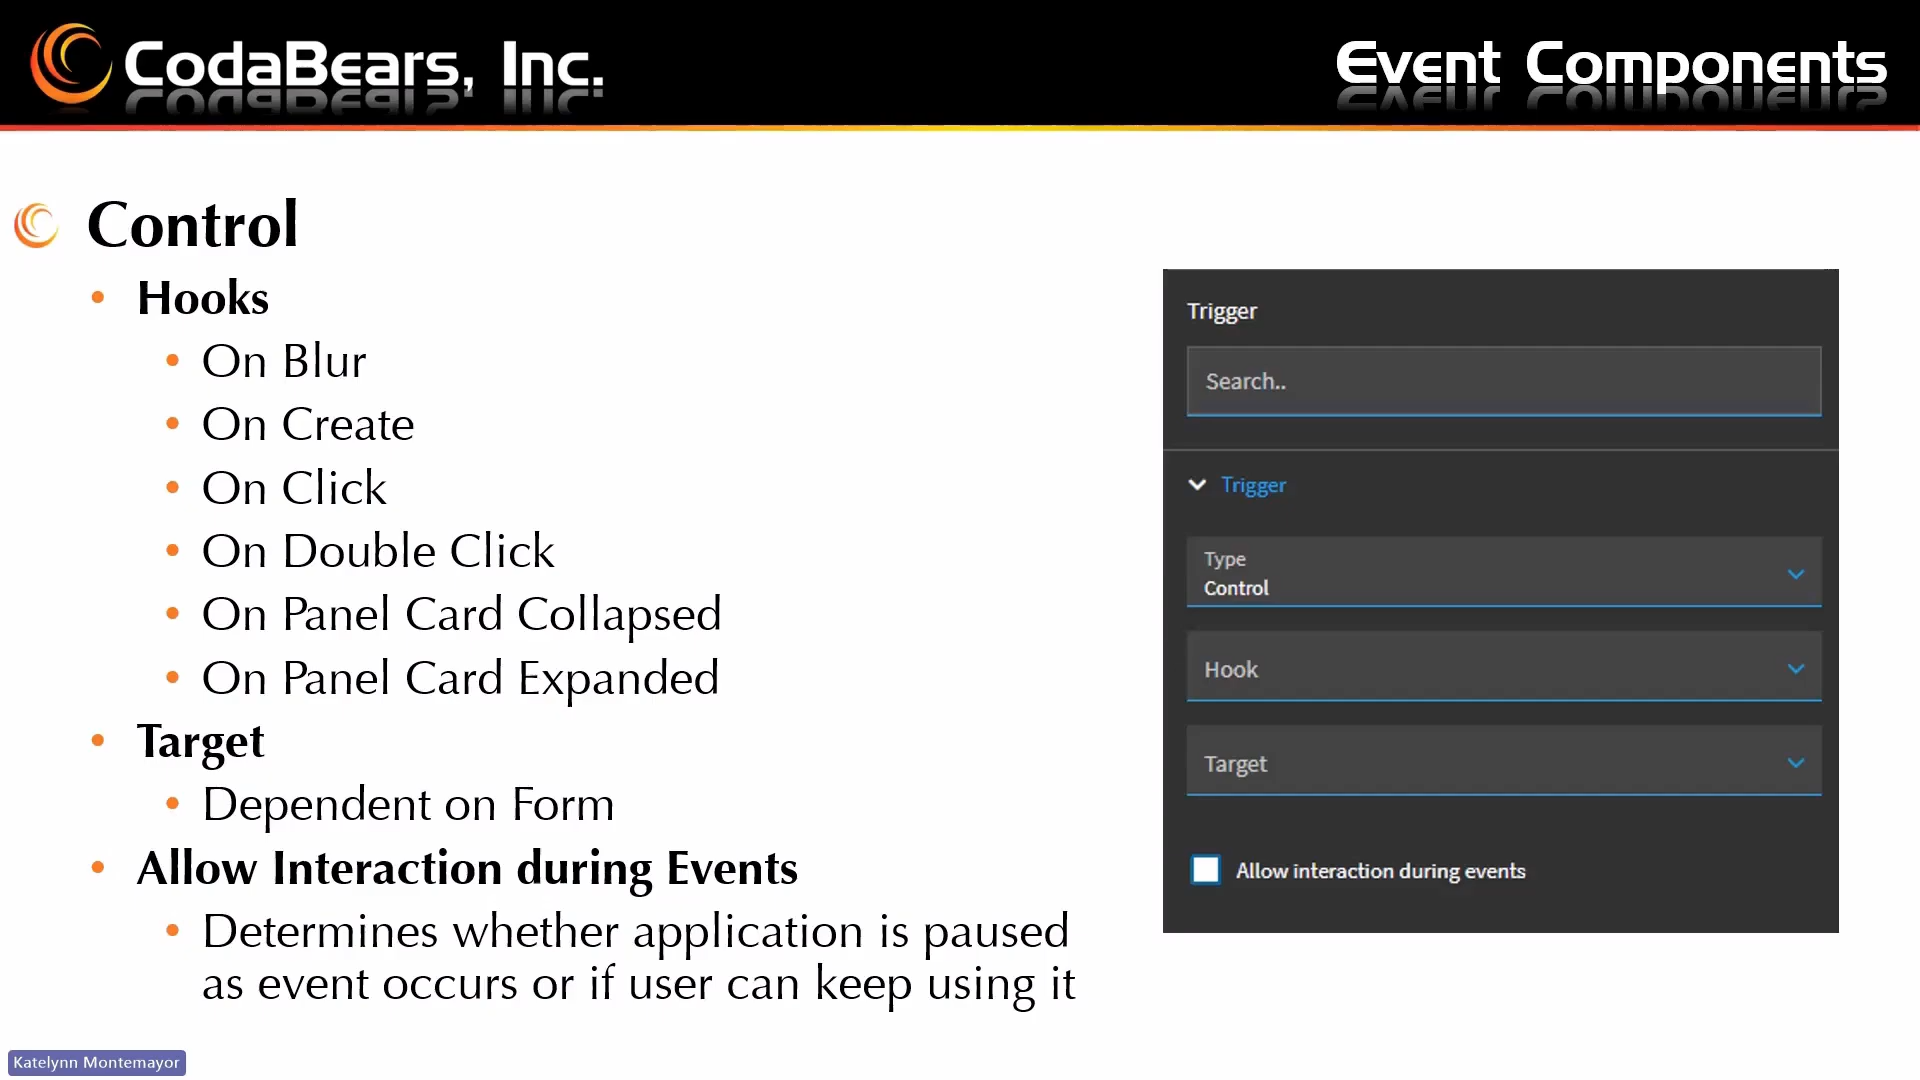 CodaBears, Inc.
Event Components
Control
Hooks
On Blur
On Create
On Click
On Double Click
On Panel Card Collapsed
On Panel Card Expanded
Target
Dependent on Form
Allow Interaction during Events
Determines whether application is paused
as event occurs or if user can keep using it
Trigger
Search..
Trigger
Type
Control
Hook
Target
Allow interaction during events
Katelynn Montemayor